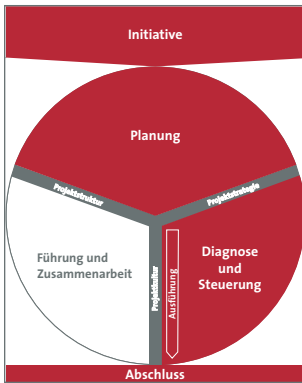 Initiative
Planung
Projektstruktur
Projektstrategie
Führung und
Zusammenarbeit
Projektkultur
Ausführung
Diagnose
und
Steuerung
Abschluss